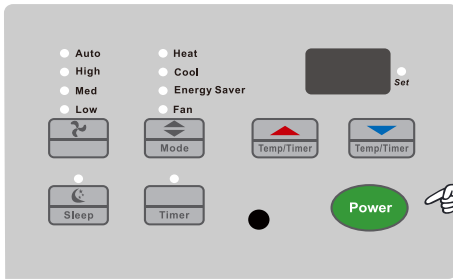 Auto
High
Med
Low
Heat
Cool
Energy Saver
Fan
Set
Mode
Temp/Timer
Temp/Timer
Sleep
Timer
Power